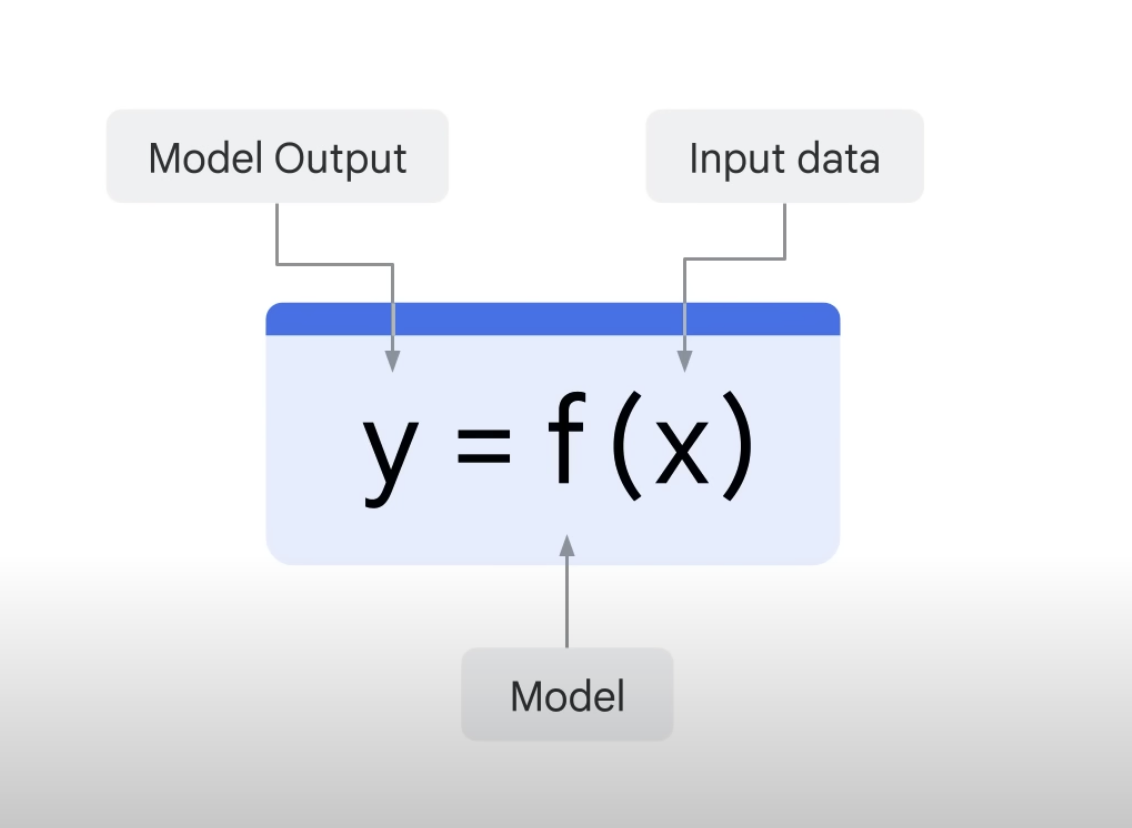 Model Output
Input data
y = f(x)
Model